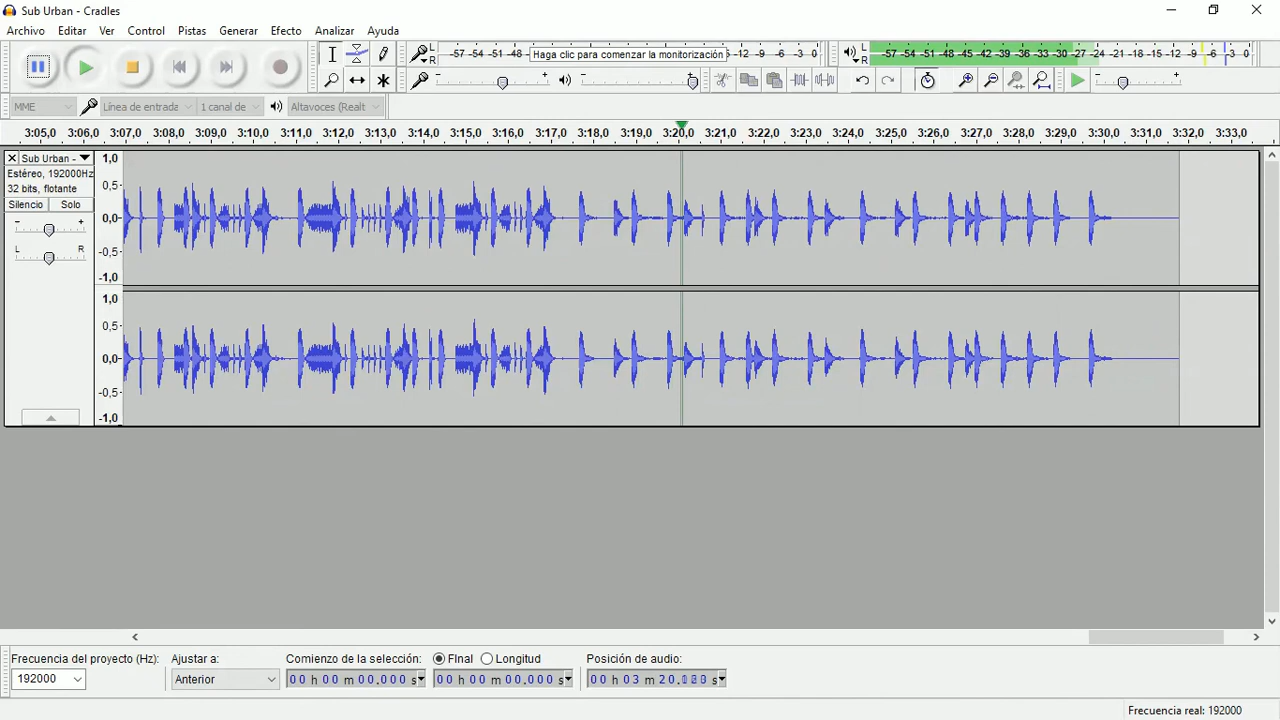 Sub Urban - Cradles
Archivo Editar Ver Control Pistas Generar Efecto Analizar Ayuda
L R -57 -54 -51 -48 Haga clic para comenzar la monitorización -12 -9 -6 -3 0
L R -57 -54 -51 -48 -45 -42 -39 -36 -33 -30 -27 -24 -21 -18 -15 -12 -9 -6 -3 0
MME Línea de entrada 1 canal de Altavoces (Realt
3:05,0 3:06,0 3:07,0 3:08,0 3:09,0 3:10,0 3:11,0 3:12,0 3:13,0 3:14,0 3:15,0 3:16,0 3:17,0 3:18,0 3:19,0 3:20,0 3:21,0 3:22,0 3:23,0 3:24,0 3:25,0 3:26,0 3:27,0 3:28,0 3:29,0 3:30,0 3:31,0 3:32,0 3:33,0
Sub Urban -
Estéreo, 192000Hz
32 bits, flotante
Silencio Solo
- +
L R
1,0
0,5-
0,0-
-0,5-
-1,0
1,0
0,5-
0,0-
-0,5-
-1,0
Frecuencia del proyecto (Hz): Ajustar a: Comienzo de la selección: FInal Longitud Posición de audio:
192000 Anterior 00 h 00 m 00.000 s 00 h 00 m 00.000 s 00 h 03 m
Frecuencia real: 192000